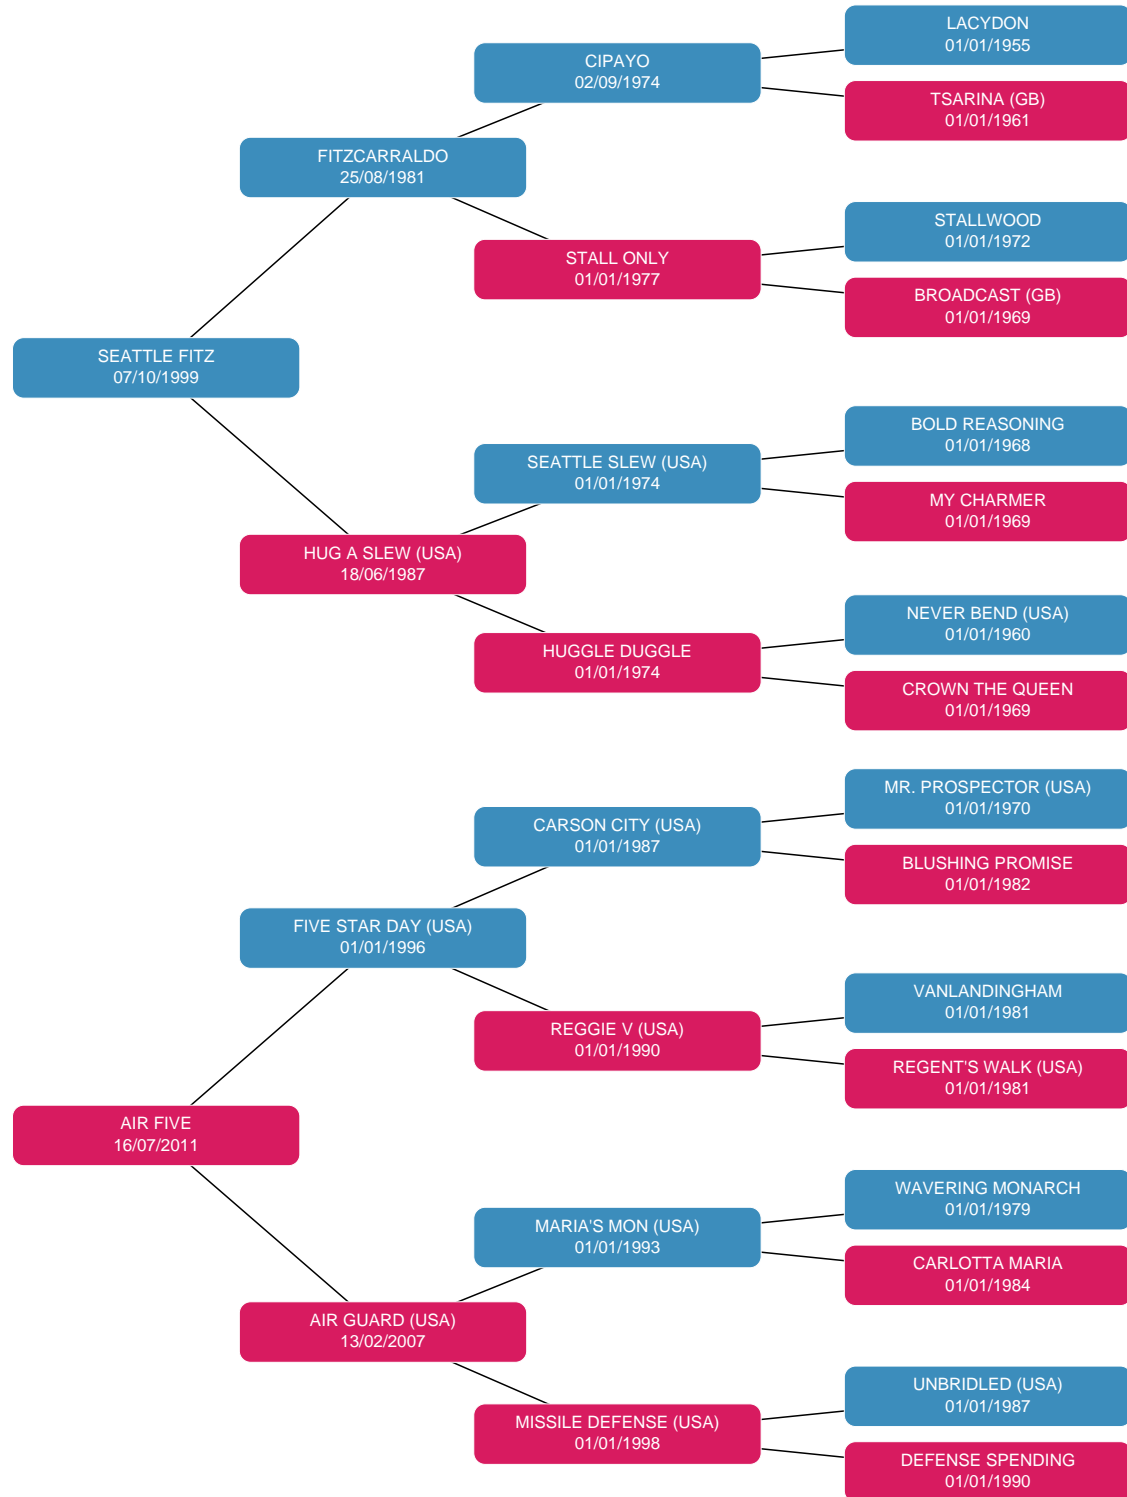 LACYDON
01/01/1955
CIPAYO
02/09/1974
TSARINA (GB)
01/01/1961
FITZCARRALDO
25/08/1981
STALLWOOD
01/01/1972
STALL ONLY
01/01/1977
BROADCAST (GB)
01/01/1969
SEATTLE FITZ
07/10/1999
BOLD REASONING
01/01/1968
SEATTLE SLEW (USA)
01/01/1974
MY CHARMER
01/01/1969
HUG A SLEW (USA)
18/06/1987
NEVER BEND (USA)
01/01/1960
HUGGLE DUGGLE
01/01/1974
CROWN THE QUEEN
01/01/1969
MR. PROSPECTOR (USA)
01/01/1970
CARSON CITY (USA)
01/01/1987
BLUSHING PROMISE
01/01/1982
FIVE STAR DAY (USA)
01/01/1996
VANLANDINGHAM
01/01/1981
REGGIE V (USA)
01/01/1990
REGENT'S WALK (USA)
01/01/1981
AIR FIVE
16/07/2011
WAVERING MONARCH
01/01/1979
MARIA'S MON (USA)
01/01/1993
CARLOTTA MARIA
01/01/1984
AIR GUARD (USA)
13/02/2007
UNBRIDLED (USA)
01/01/1987
MISSILE DEFENSE (USA)
01/01/1998
DEFENSE SPENDING
01/01/1990